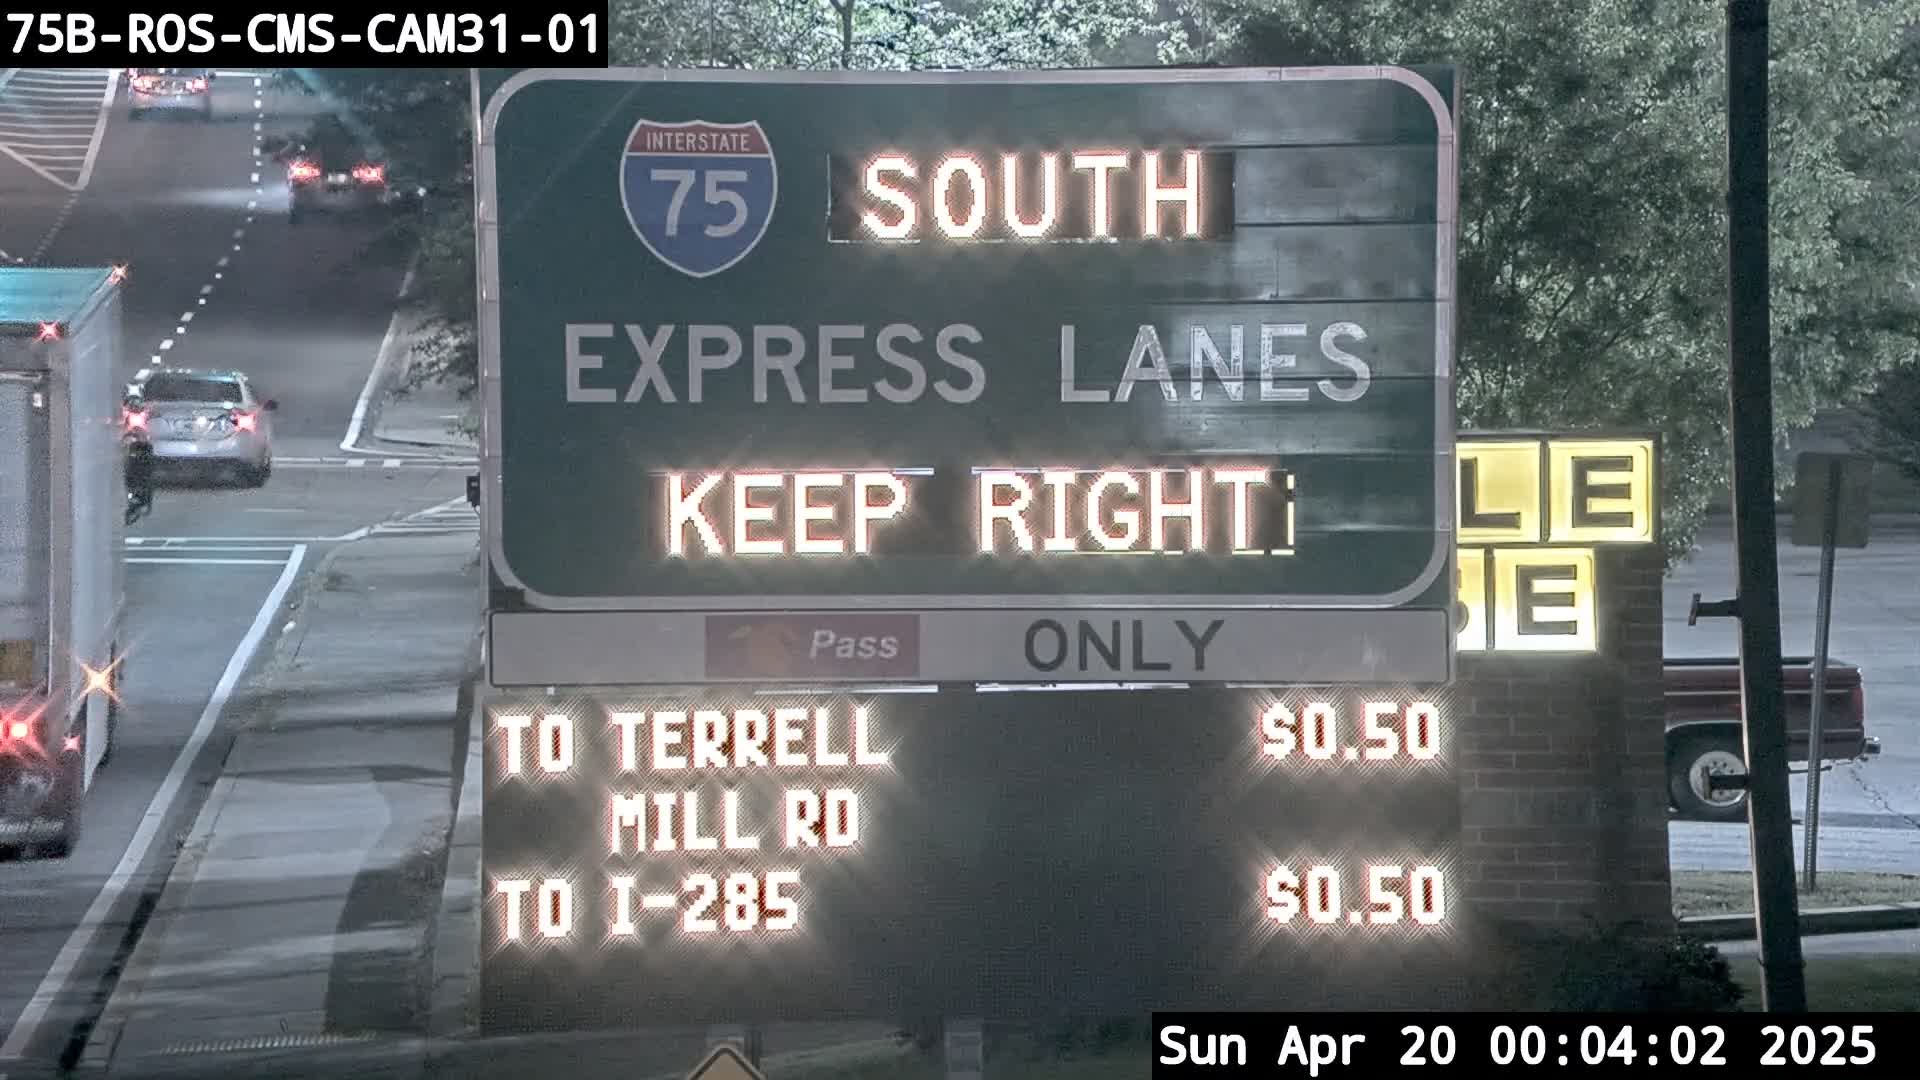 75B-ROS-CMS-CAM31-01
INTERSTATE
75
SOUTH
EXPRESS LANES
KEEP RIGHT
Pass ONLY
TO TERRELL $0.50
MILL RD
TO I-285 $0.50
LE
E
Sun Apr 20 00:04:02 2025